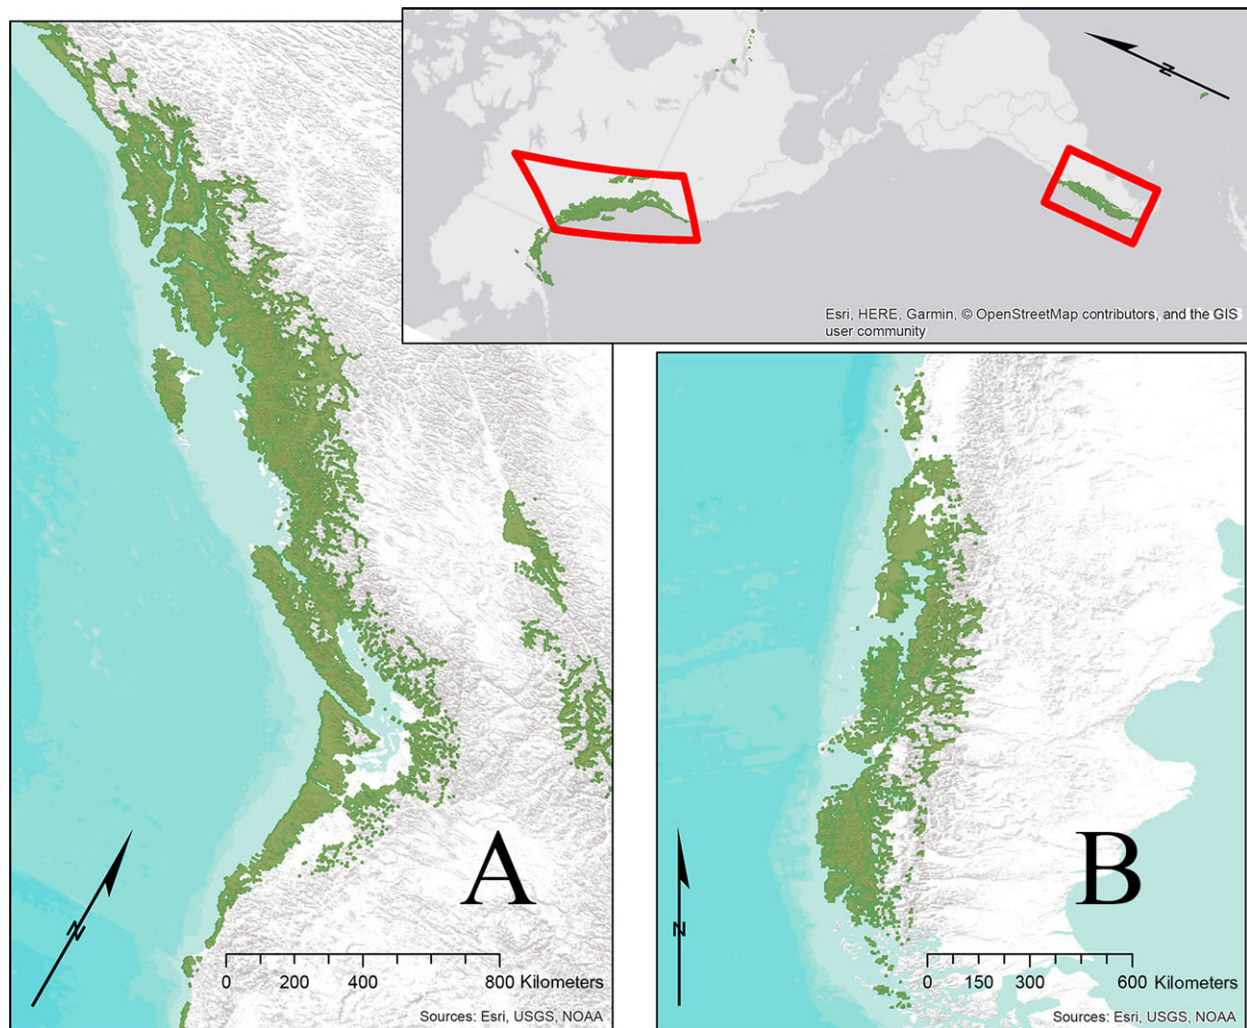 N
Esri, HERE, Garmin, © OpenStreetMap contributors, and the GIS
user community
A
N
0 200 400 800 Kilometers
Sources: Esri, USGS, NOAA
B
N
0 150 300 600 Kilometers
Sources: Esri, USGS, NOAA